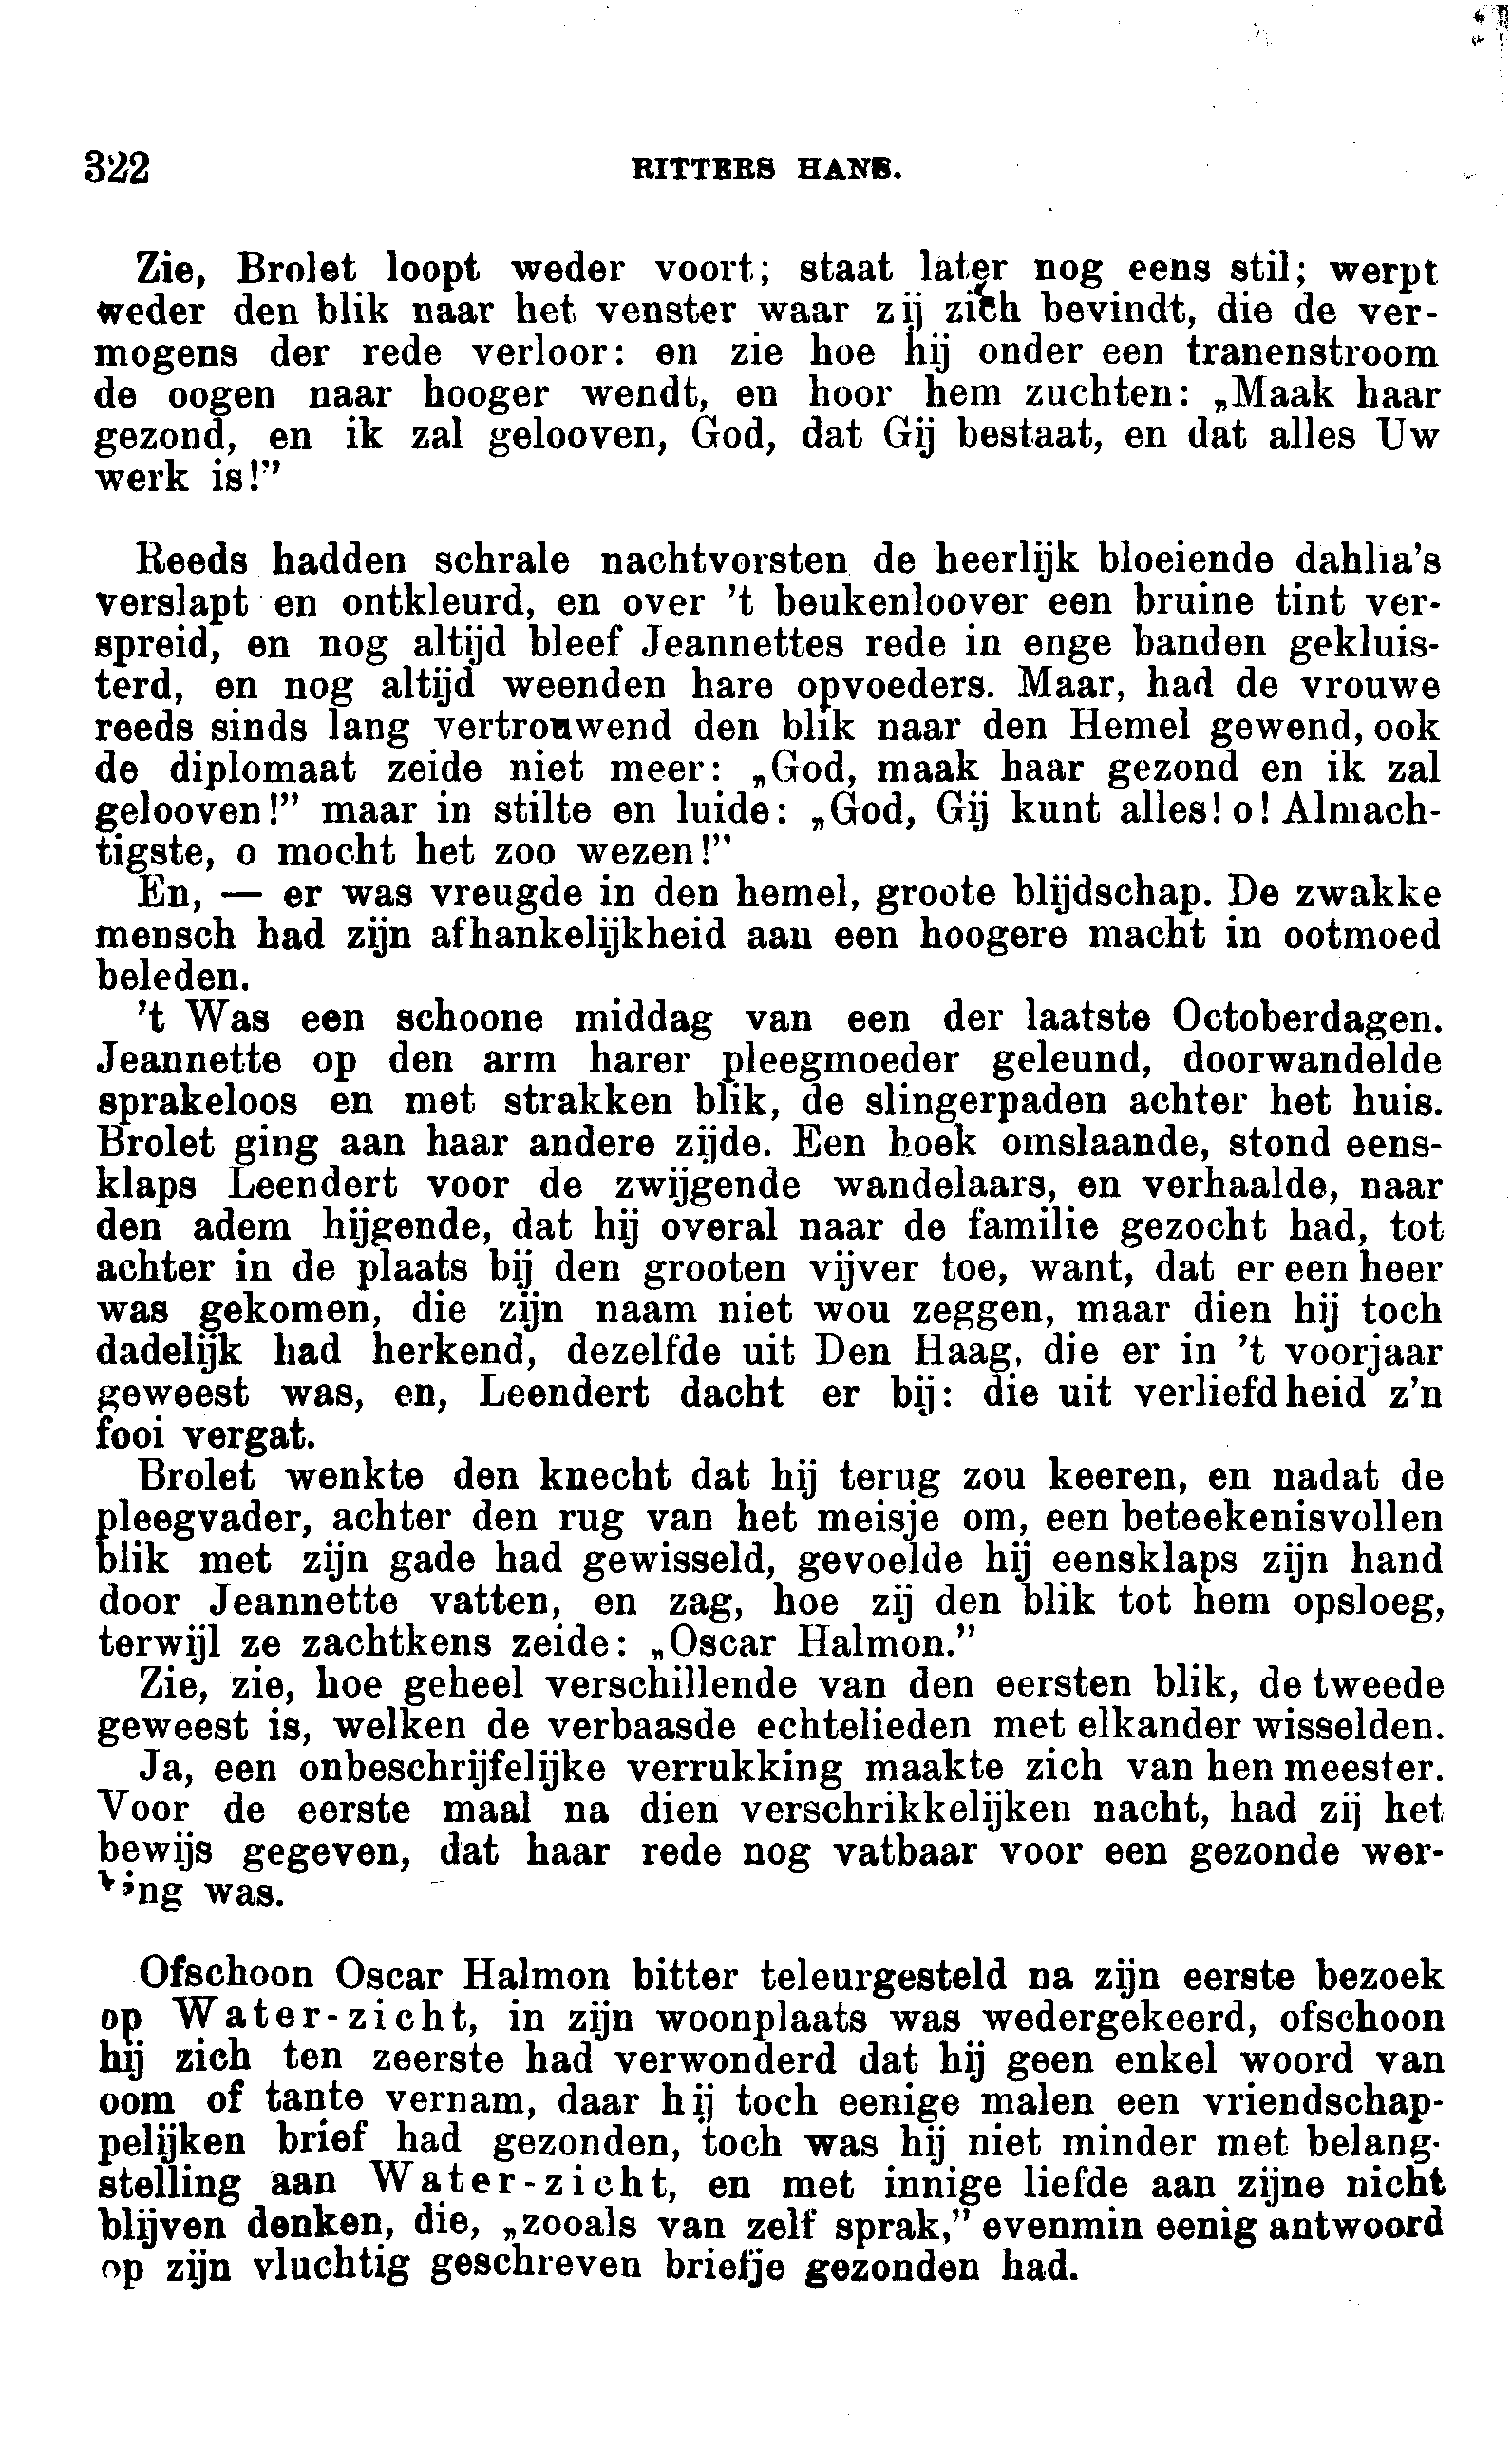 322 RITTERS HANS.
Zie, Brolet loopt weder voort; staat later nog eens stil; werpt
weder den blik naar het venster waar zij zich bevindt, die de ver-
mogens der rede verloor: en zie hoe hij onder een tranenstroom
de oogen naar hooger wendt, en hoor hem zuchten: „Maak haar
gezond, en ik zal gelooven, God, dat Gij bestaat, en dat alles Uw
werk is!”
Reeds hadden schrale nachtvorsten de heerlijk bloeiende dahlia's
verslapt en ontkleurd, en over 't beukenloover een bruine tint ver-
spreid, en nog altijd bleef Jeannettes rede in enge banden gekluis-
terd, en nog altijd weenden hare opvoeders. Maar, had de vrouwe
reeds sinds lang vertrouwend den blik naar den Hemel gewend, ook
de diplomaat zeide niet meer: „God, maak haar gezond en ik zal
gelooven!” maar in stilte en luide: „God, Gij kunt alles! o! Almach-
tigste, o mocht het zoo wezen!”
En, — er was vreugde in den hemel, groote blijdschap. De zwakke
mensch had zijn afhankelijkheid aan een hoogere macht in ootmoed
beleden.
't Was een schoone middag van een der laatste Octoberdagen.
Jeannette op den arm harer pleegmoeder geleund, doorwandelde
sprakeloos en met strakken blik, de slingerpaden achter het huis.
Brolet ging aan haar andere zijde. Een hoek omslaande, stond eens-
klaps Leendert voor de zwijgende wandelaars, en verhaalde, naar
den adem hijgende, dat hij overal naar de familie gezocht had, tot
achter in de plaats bij den grooten vijver toe, want, dat er een heer
was gekomen, die zijn naam niet wou zeggen, maar dien hij toch
dadelijk had herkend, dezelfde uit Den Haag, die er in 't voorjaar
geweest was, en, Leendert dacht er bij: die uit verliefdheid z'n
fooi vergat.
Brolet wenkte den knecht dat hij terug zou keeren, en nadat de
pleegvader, achter den rug van het meisje om, een beteekenisvollen
blik met zijn gade had gewisseld, gevoelde hij eensklaps zijn hand
door Jeannette vatten, en zag, hoe zij den blik tot hem opsloeg,
terwijl ze zachtkens zeide: „Oscar Halmon.”
Zie, zie, hoe geheel verschillende van den eersten blik, de tweede
geweest is, welken de verbaasde echtelieden met elkander wisselden.
Ja, een onbeschrijfelijke verrukking maakte zich van hen meester.
Voor de eerste maal na dien verschrikkelijken nacht, had zij het
bewijs gegeven, dat haar rede nog vatbaar voor een gezonde wer-
king was.
Ofschoon Oscar Halmon bitter teleurgesteld na zijn eerste bezoek
op Water-zicht, in zijn woonplaats was wedergekeerd, ofschoon
hij zich ten zeerste had verwonderd dat hij geen enkel woord van
oom of tante vernam, daar hij toch eenige malen een vriendschap-
pelijken brief had gezonden, toch was hij niet minder met belang-
stelling aan Water-zicht, en met innige liefde aan zijne nicht
blijven denken, die, „zooals van zelf sprak,” evenmin eenig antwoord
op zijn vluchtig geschreven briefje gezonden had.